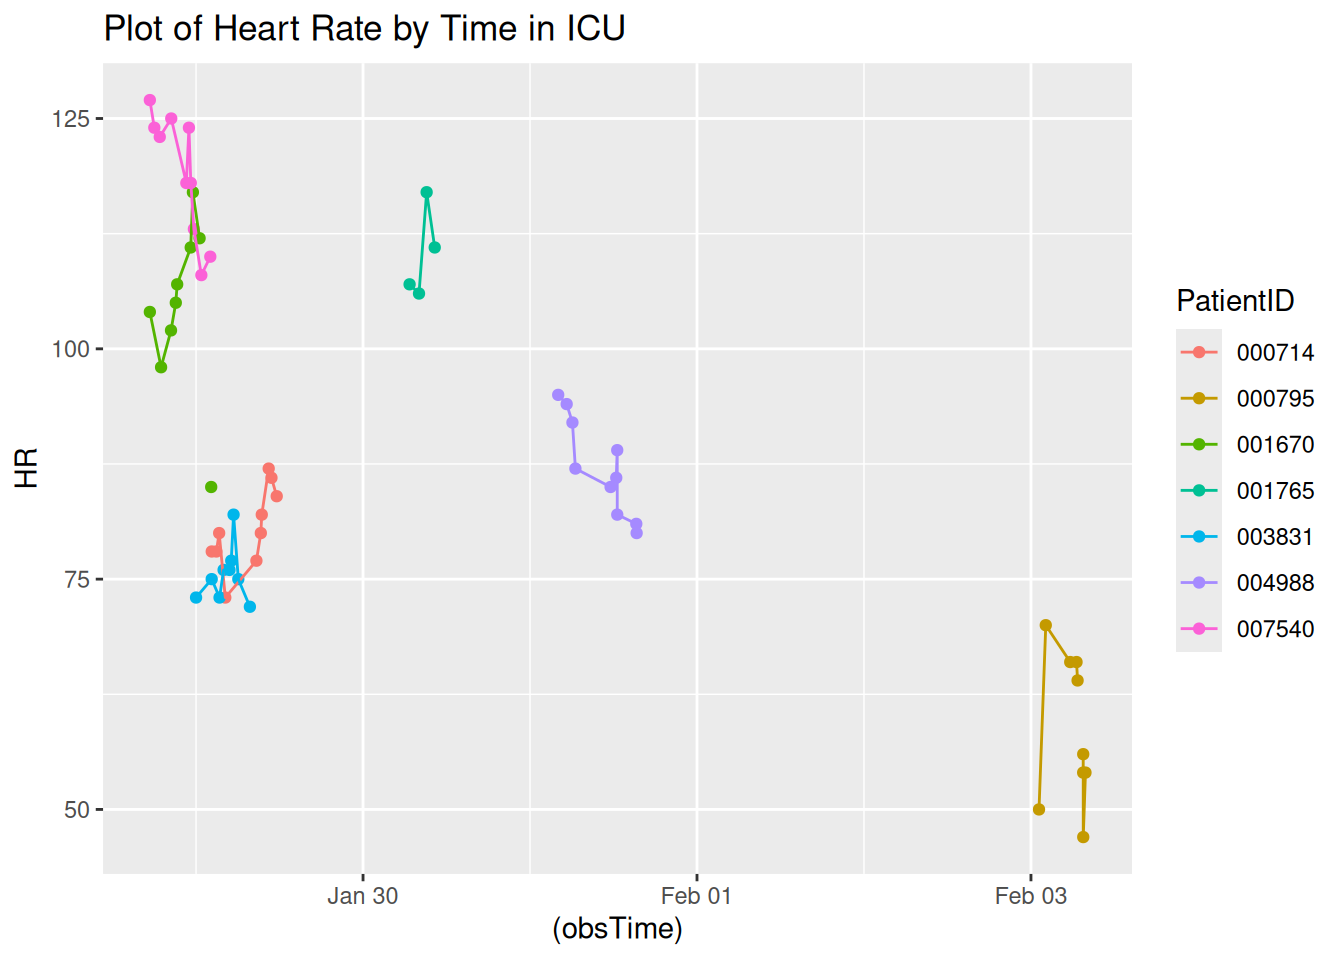 Plot of Heart Rate by Time in ICU
125
100
75
50
HR
Jan 30
Feb 01
Feb 03
(obsTime)
PatientID
000714
000795
001670
001765
003831
004988
007540